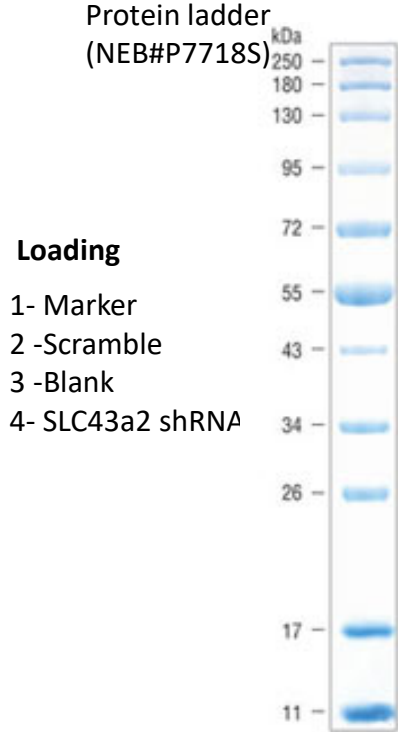 Protein ladder
(NEB#P7718S)
kDa
250
180
130
95
72
55
43
34
26
17
11
Loading
1- Marker
2 -Scramble
3 -Blank
4- SLC43a2 shRNA